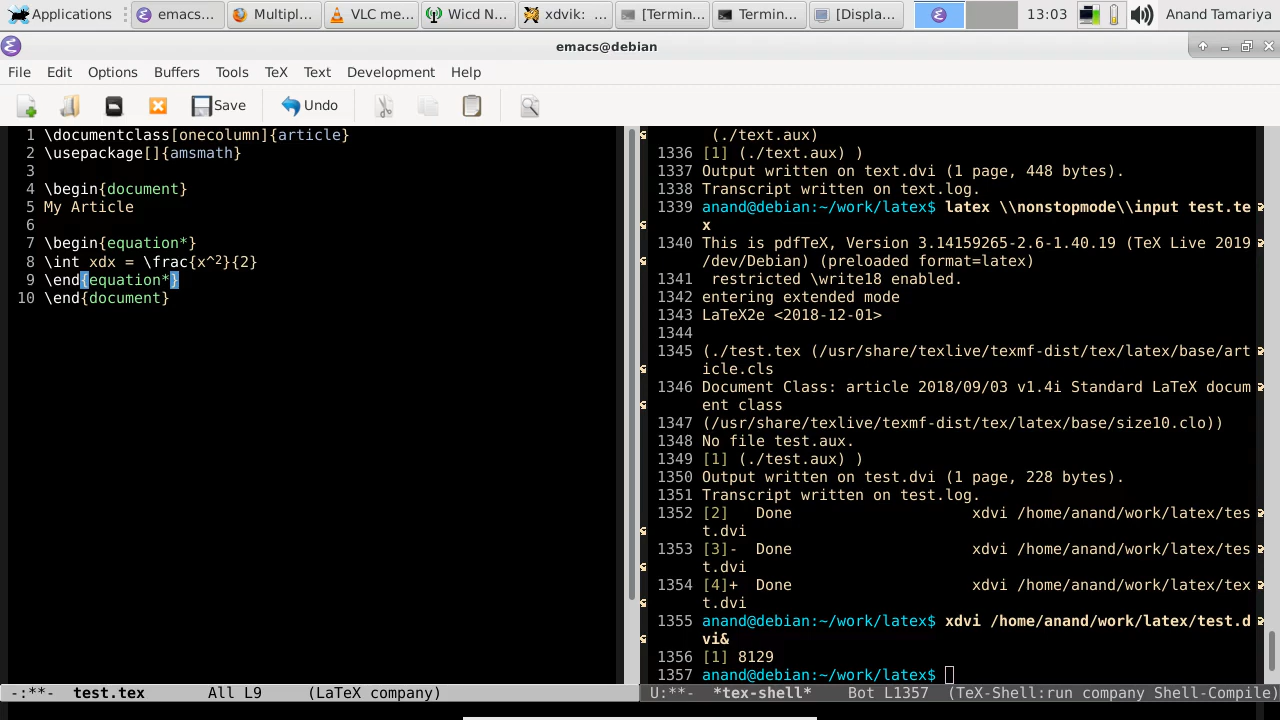 Applications emacs... Multipl... VLC me... Wicd N... xdvik: ... [Termin... Termin... [Displa... 13:03 Anand Tamariya
emacs@debian
File Edit Options Buffers Tools TeX Text Development Help
Save Undo
1 \documentclass[onecolumn]{article}
2 \usepackage[]{amsmath}
3
4 \begin{document}
5 My Article
6
7 \begin{equation*}
8 \int xdx = \frac{x^2}{2}
9 \end{equation*}
10 \end{document}
-:**- test.tex All L9 (LaTeX company)
(./text.aux)
1336 [1] (./text.aux) )
1337 Output written on text.dvi (1 page, 448 bytes).
1338 Transcript written on text.log.
1339 anand@debian:~/work/latex$ latex \\nonstopmode\\input test.te
x
1340 This is pdfTeX, Version 3.14159265-2.6-1.40.19 (TeX Live 2019
/dev/Debian) (preloaded format=latex)
1341 restricted \write18 enabled.
1342 entering extended mode
1343 LaTeX2e <2018-12-01>
1344
1345 (./test.tex (/usr/share/texlive/texmf-dist/tex/latex/base/art
icle.cls
1346 Document Class: article 2018/09/03 v1.4i Standard LaTeX docum
ent class
1347 (/usr/share/texlive/texmf-dist/tex/latex/base/size10.clo))
1348 No file test.aux.
1349 [1] (./test.aux) )
1350 Output written on test.dvi (1 page, 228 bytes).
1351 Transcript written on test.log.
1352 [2] Done xdvi /home/anand/work/latex/tes
t.dvi
1353 [3]- Done xdvi /home/anand/work/latex/tes
t.dvi
1354 [4]+ Done xdvi /home/anand/work/latex/tex
t.dvi
1355 anand@debian:~/work/latex$ xdvi /home/anand/work/latex/test.d
vi&
1356 [1] 8129
1357 anand@debian:~/work/latex$
U:**- *tex-shell* Bot L1357 (TeX-Shell:run company Shell-Compile)